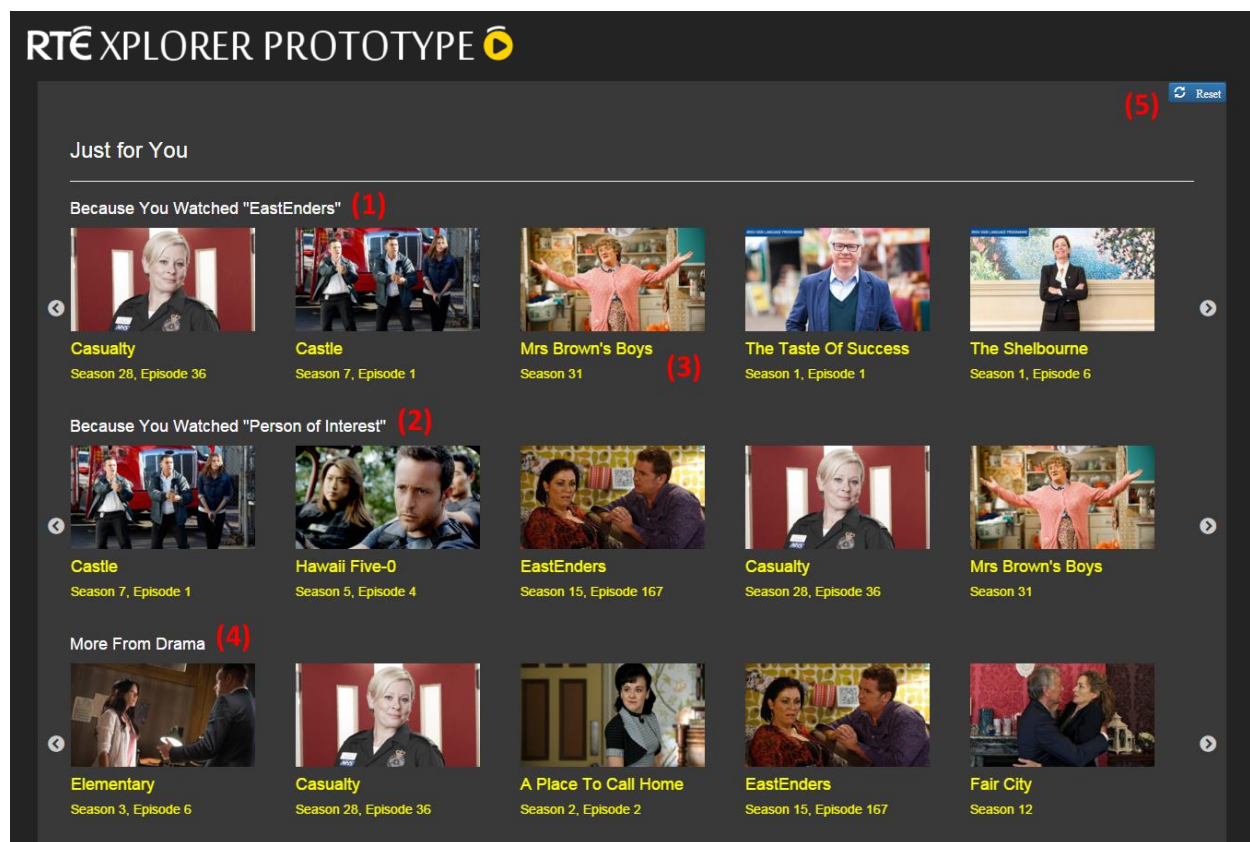 RTÉ XPLORER PROTOTYPE
(5) Reset
Just for You
Because You Watched "EastEnders" (1)
Casualty Castle Mrs Brown's Boys The Taste Of Success The Shelbourne
Season 28, Episode 36 Season 7, Episode 1 Season 31 (3) Season 1, Episode 1 Season 1, Episode 6
Because You Watched "Person of Interest" (2)
Castle Hawaii Five-0 EastEnders Casualty Mrs Brown's Boys
Season 7, Episode 1 Season 5, Episode 4 Season 15, Episode 167 Season 28, Episode 36 Season 31
More From Drama (4)
Elementary Casualty A Place To Call Home EastEnders Fair City
Season 3, Episode 6 Season 28, Episode 36 Season 2, Episode 2 Season 15, Episode 167 Season 12